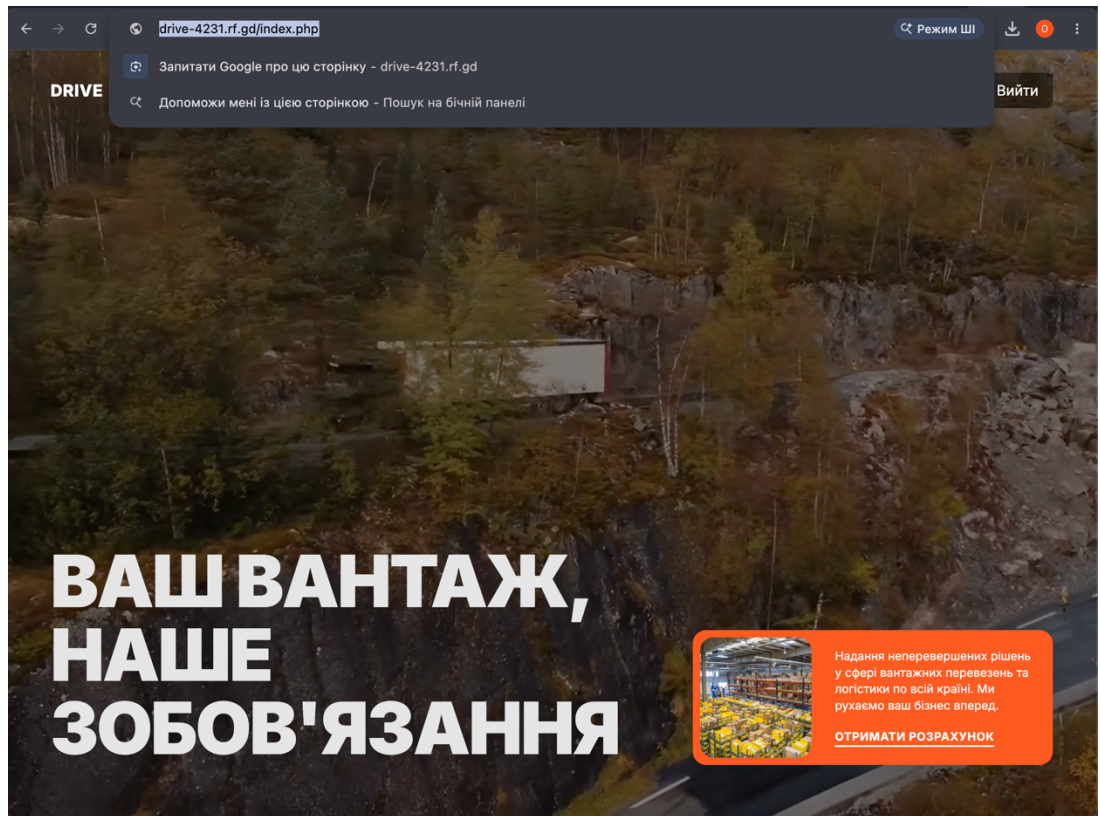 drive-4231.rf.gd/index.php
Режим ШІ
О
Запитати Google про цю сторінку - drive-4231.rf.gd
Допоможи мені із цією сторінкою - Пошук на бічній панелі
DRIVE
Вийти
ВАШ ВАНТАЖ,
НАШЕ
ЗОБОВ'ЯЗАННЯ
Надання неперевершених рішень
у сфері вантажних перевезень та
логістики по всій країні. Ми
рухаємо ваш бізнес вперед.
ОТРИМАТИ РОЗРАХУНОК